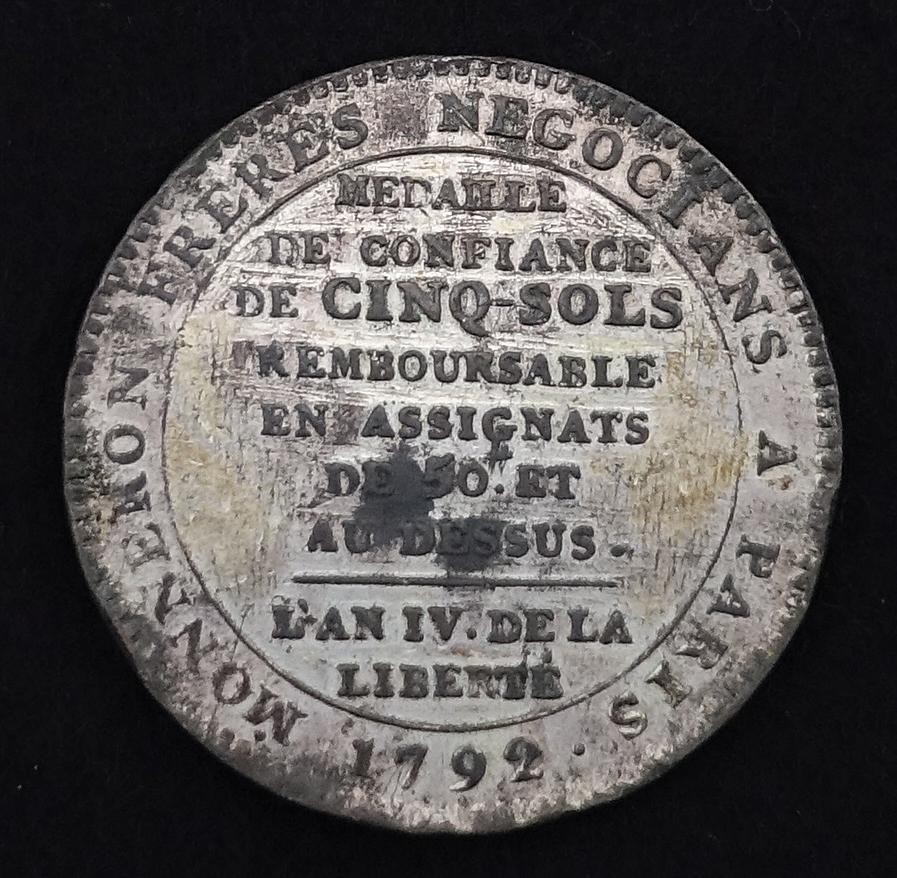 MONNERON FRERES NEGOCIANS A PARIS
1792.
MEDAILLE
DE CONFIANCE
DE CINQ-SOLS
REMBOURSABLE
EN ASSIGNATS
DE 50.₶ ET
AU DESSUS.
L'AN IV. DE LA
LIBERTÉ